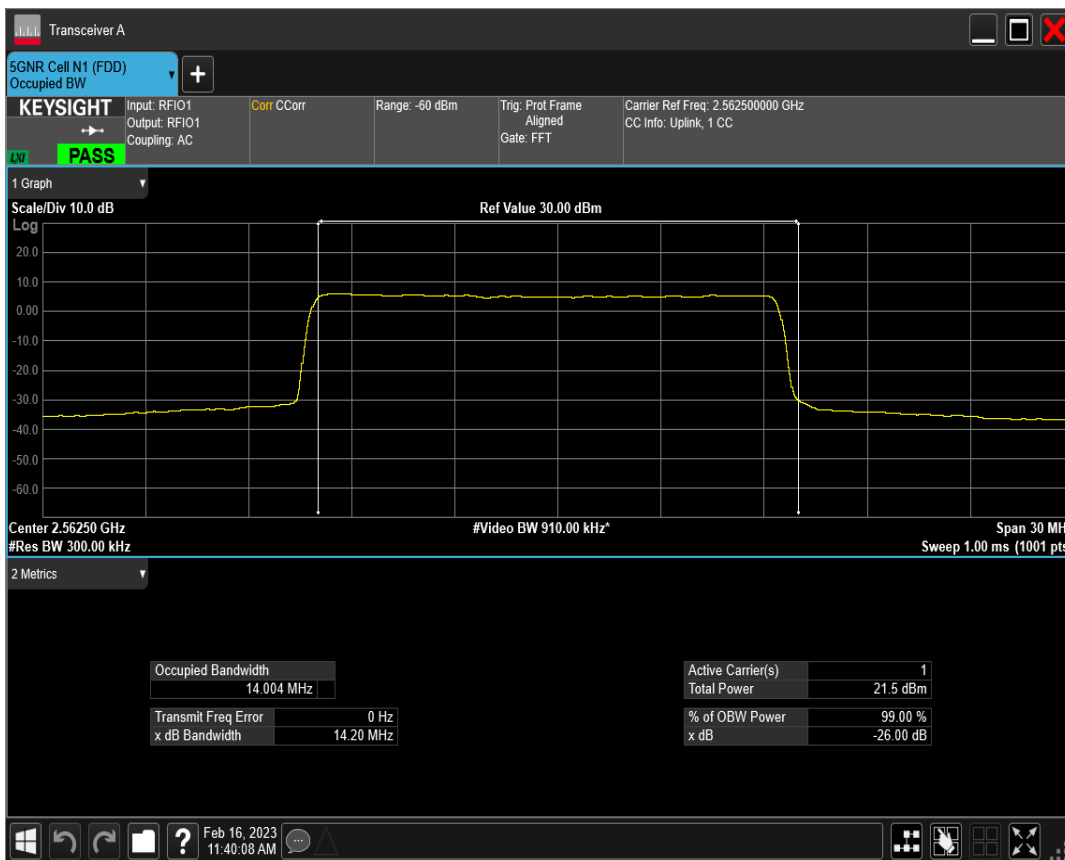 Transceiver A
5GNR Cell N1 (FDD)
Occupied BW
+
KEYSIGHT
LXI
PASS
Input: RFIO1
Output: RFIO1
Coupling: AC
Corr CCorr
Range: -60 dBm
Trig: Prot Frame
Aligned
Gate: FFT
Carrier Ref Freq: 2.562500000 GHz
CC Info: Uplink, 1 CC
1 Graph
Scale/Div 10.0 dB
Ref Value 30.00 dBm
Log
20.0
10.0
0.00
-10.0
-20.0
-30.0
-40.0
-50.0
-60.0
Center 2.56250 GHz
#Video BW 910.00 kHz*
Span 30 MH
#Res BW 300.00 kHz
Sweep 1.00 ms (1001 pts
2 Metrics
Occupied Bandwidth
14.004 MHz
Transmit Freq Error 0 Hz
x dB Bandwidth 14.20 MHz
Active Carrier(s) 1
Total Power 21.5 dBm
% of OBW Power 99.00 %
x dB -26.00 dB
?
Feb 16, 2023
11:40:08 AM